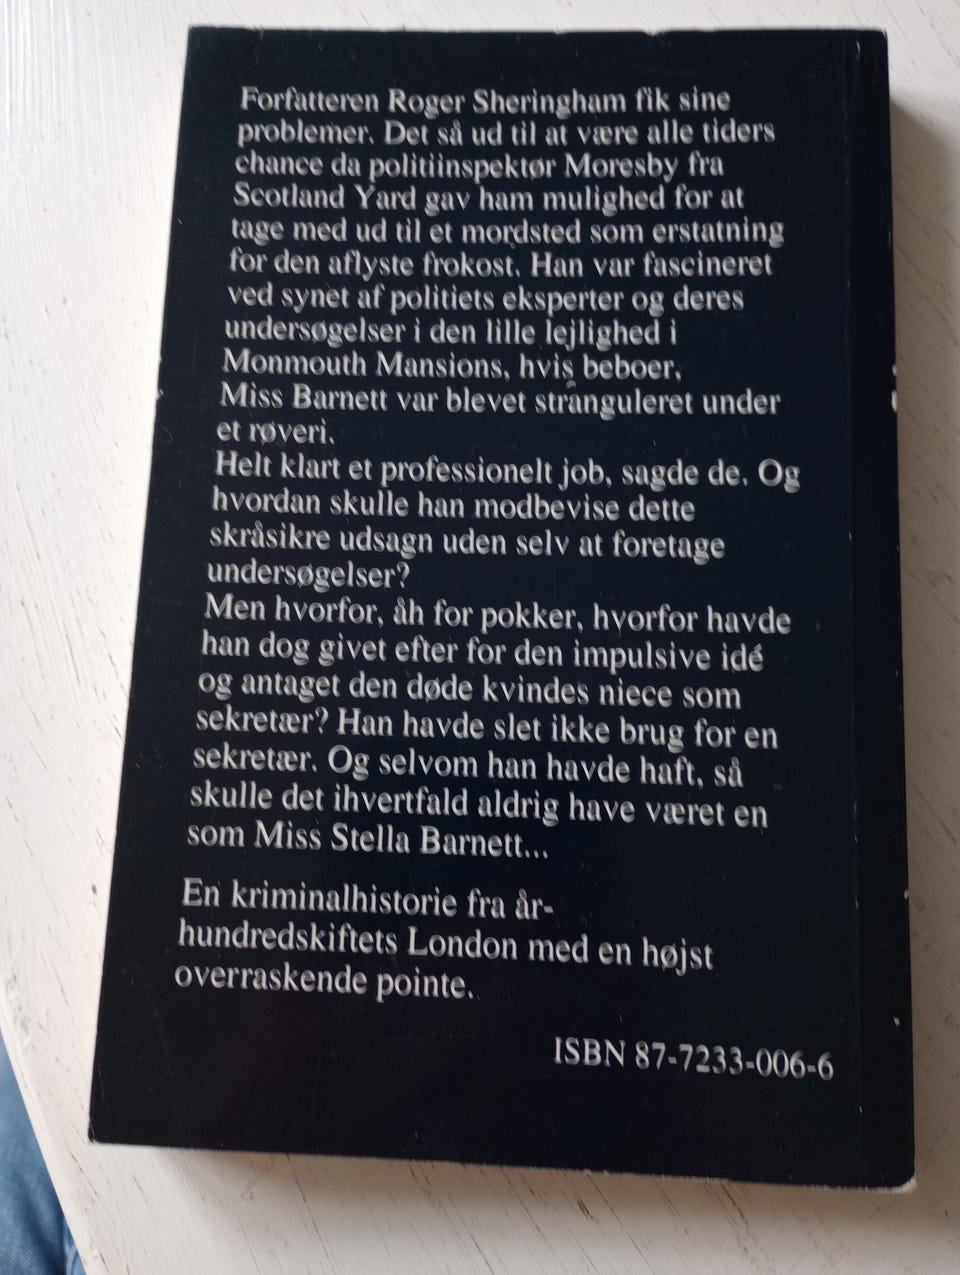 Forfatteren Roger Sheringham fik sine
problemer. Det så ud til at være alle tiders
chance da politiinspektør Moresby fra
Scotland Yard gav ham mulighed for at
tage med ud til et mordsted som erstatning
for den aflyste frokost. Han var fascineret
ved synet af politiets eksperter og deres
undersøgelser i den lille lejlighed i
Monmouth Mansions, hvis beboer,
Miss Barnett var blevet stranguleret under
et røveri.
Helt klart et professionelt job, sagde de. Og
hvordan skulle han modbevise dette
skråsikre udsagn uden selv at foretage
undersøgelser?
Men hvorfor, åh for pokker, hvorfor havde
han dog givet efter for den impulsive idé
og antaget den døde kvindes niece som
sekretær? Han havde slet ikke brug for en
sekretær. Og selvom han havde haft, så
skulle det ihvertfald aldrig have været en
som Miss Stella Barnett...
En kriminalhistorie fra år-
hundredskiftets London med en højst
overraskende pointe.
ISBN 87-7233-006-6